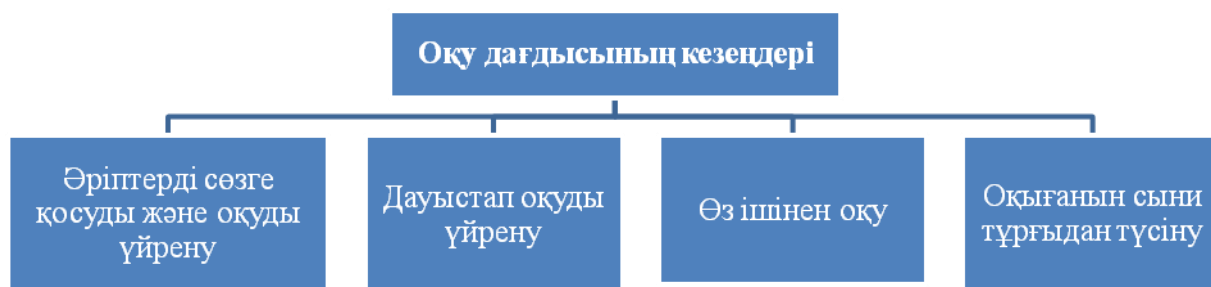 Оқу дағдысының кезеңдері
Әріптерді сөзге
қосуды және оқуды
үйрену
Дауыстап оқуды
үйрену
Өз ішінен оқу
Оқығанын сыни
тұрғыдан түсіну